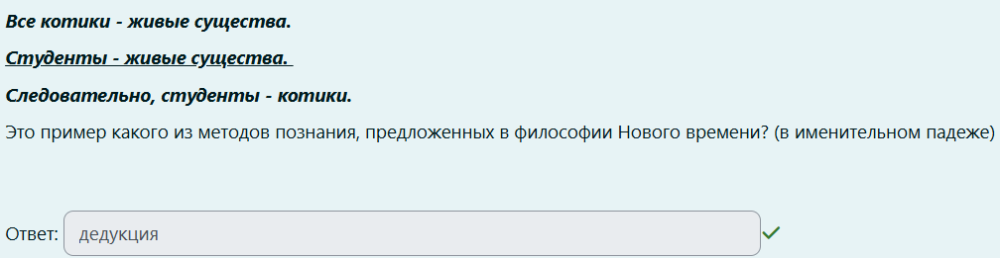 Все котики - живые существа.
Студенты - живые существа.
Следовательно, студенты - котики.
Это пример какого из методов познания, предложенных в философии Нового времени? (в именительном падеже)
Ответ: дедукция